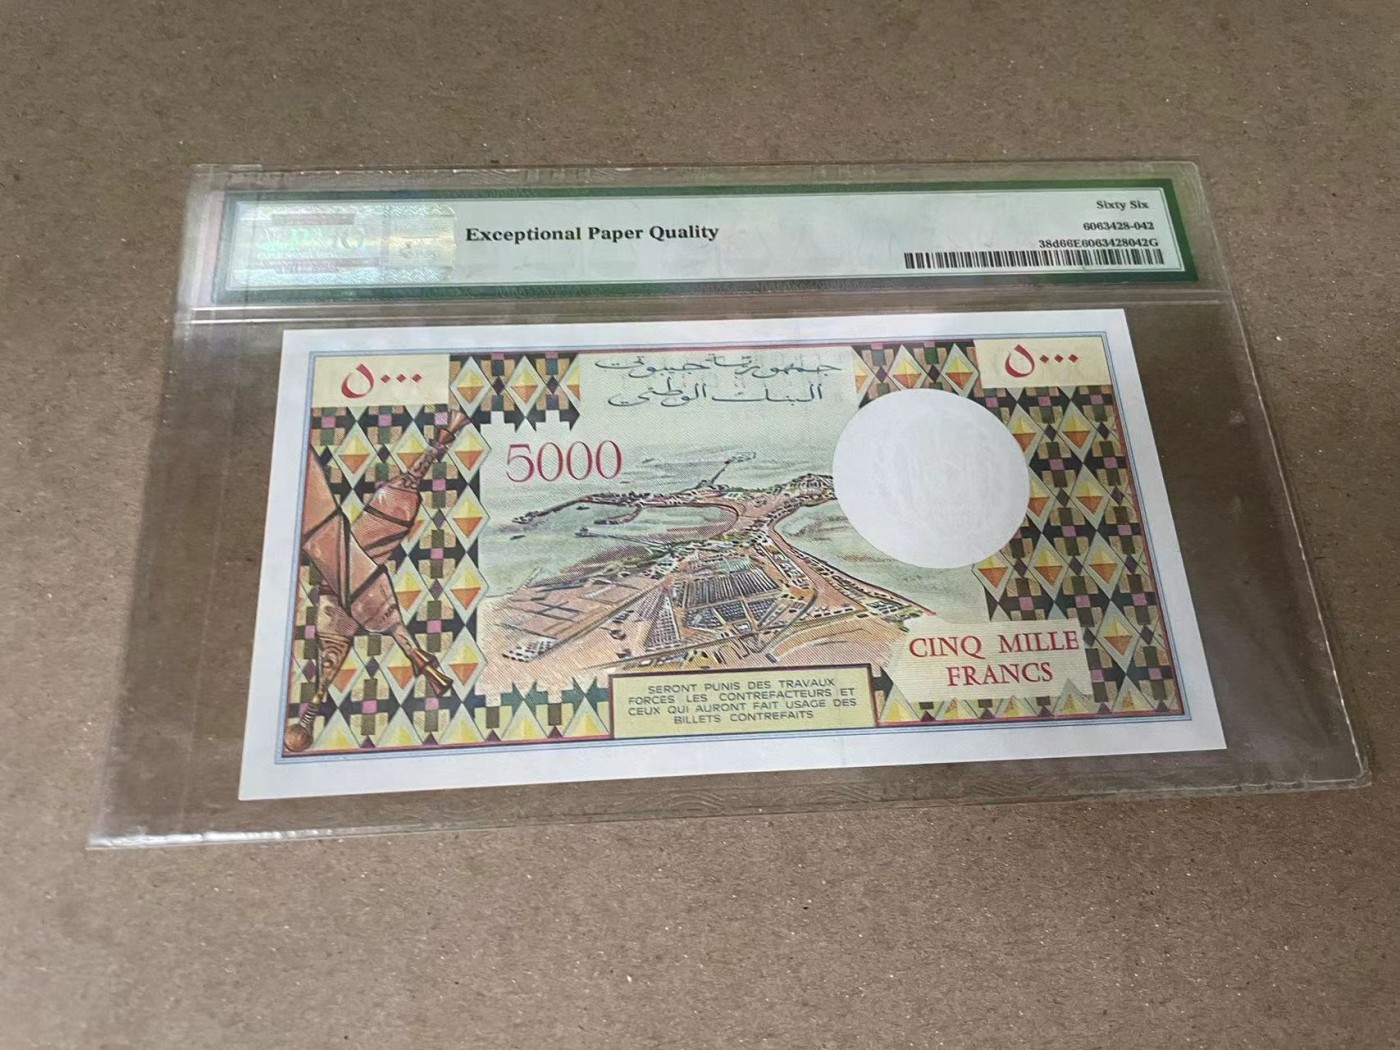 PMG
Exceptional Paper Quality
Sixty Six
6063428-042
38d66E6063428042G
٥٠٠٠
جمهورية جيبوتي
البنك الوطني
٥٠٠٠
5000
CINQ MILLE
FRANCS
SERONT PUNIS DES TRAVAUX
FORCES LES CONTREFACTEURS ET
CEUX QUI AURONT FAIT USAGE DES
BILLETS CONTREFAITS